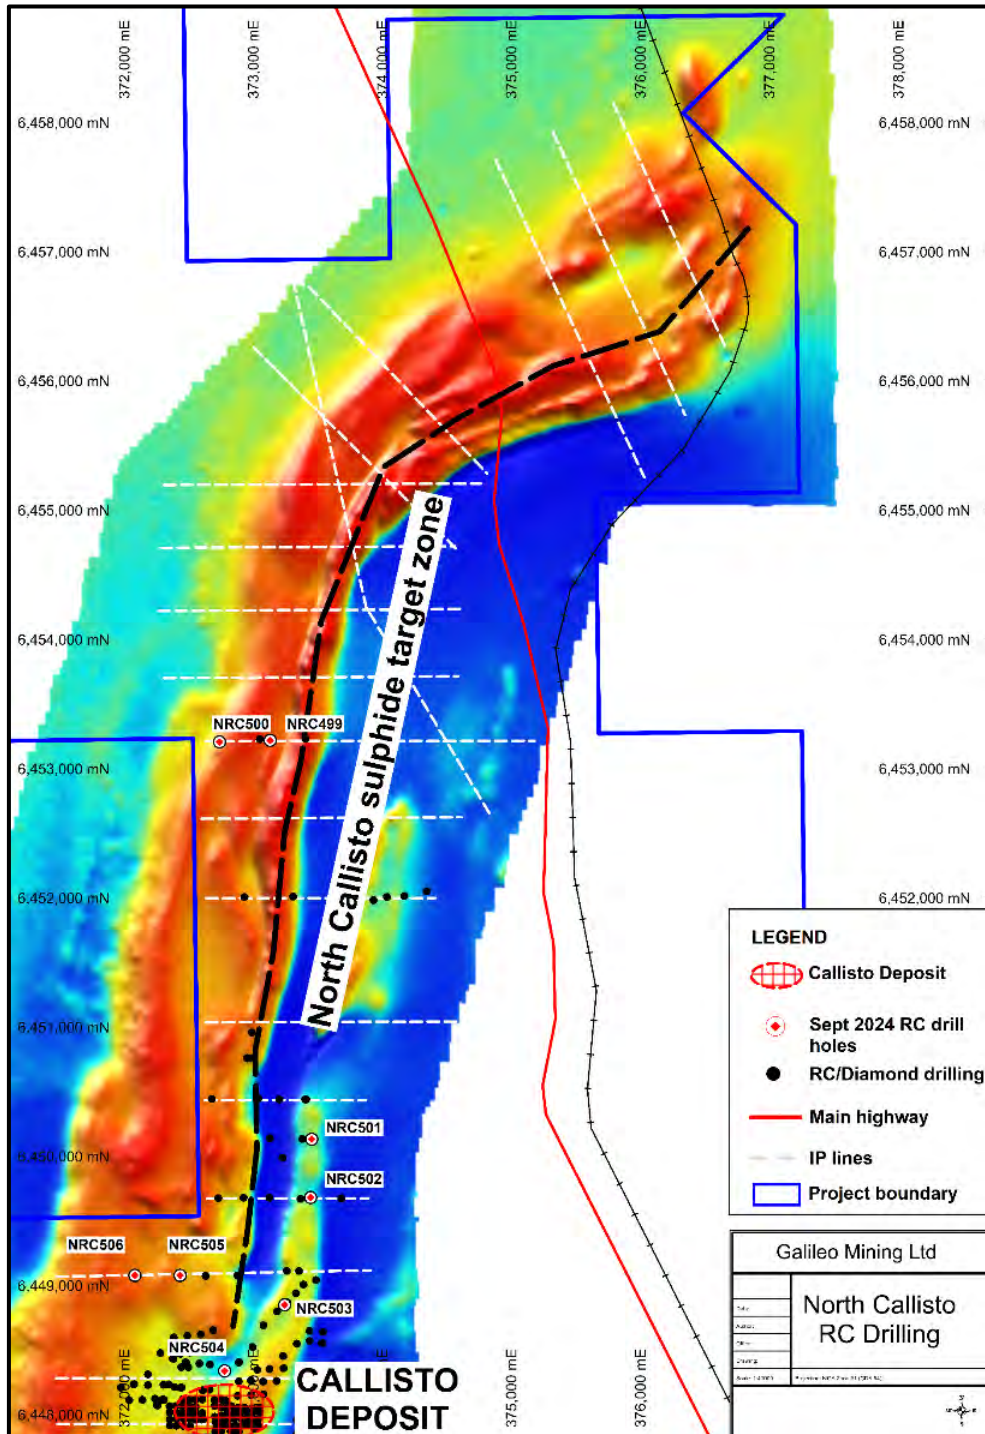 372,000 mE
373,000 mE
374,000 mE
375,000 mE
376,000 mE
377,000 mE
378,000 mE
6,458,000 mN
6,458,000 mN
6,457,000 mN
6,457,000 mN
6,456,000 mN
6,456,000 mN
6,455,000 mN
6,455,000 mN
6,454,000 mN
6,454,000 mN
North Callisto sulphide target zone
NRC500
NRC499
6,453,000 mN
6,453,000 mN
6,452,000 mN
6,452,000 mN
6,451,000 mN
NRC501
6,450,000 mN
NRC502
NRC506
NRC505
6,449,000 mN
NRC503
NRC504
CALLISTO
DEPOSIT
6,448,000 mN
372,000 mE
373,000 mE
375,000 mE
376,000 mE
LEGEND
Callisto Deposit
Sept 2024 RC drill
holes
RC/Diamond drilling
Main highway
IP lines
Project boundary
Galileo Mining Ltd
North Callisto
RC Drilling